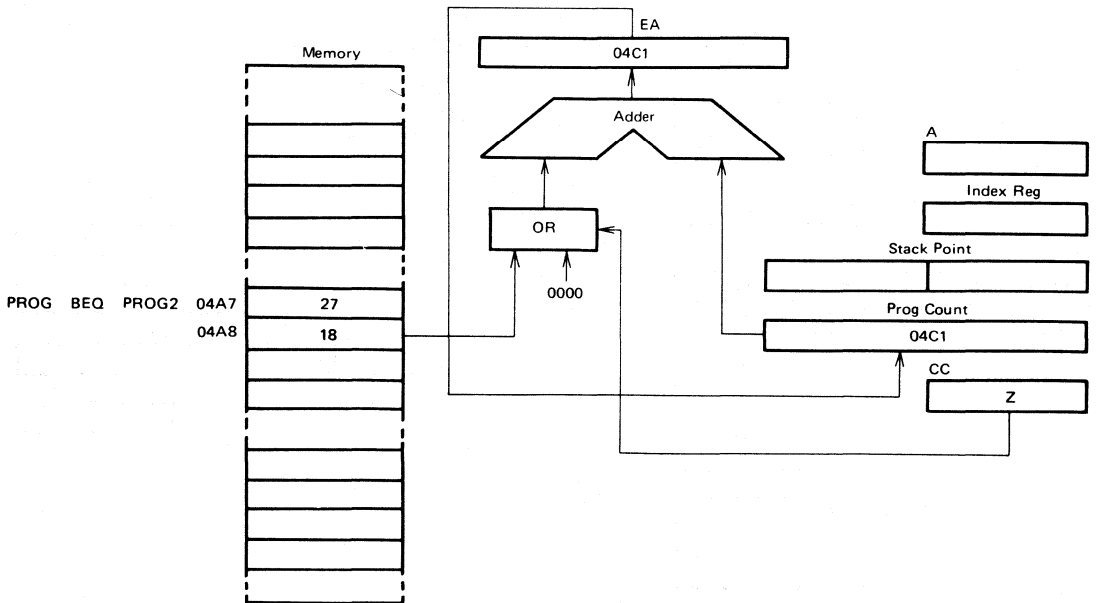 EA
Memory
04C1
Adder
A
Index Reg
OR
Stack Point
0000
PROG BEQ PROG2 04A7 27
Prog Count
04A8 18
04C1
CC
Z